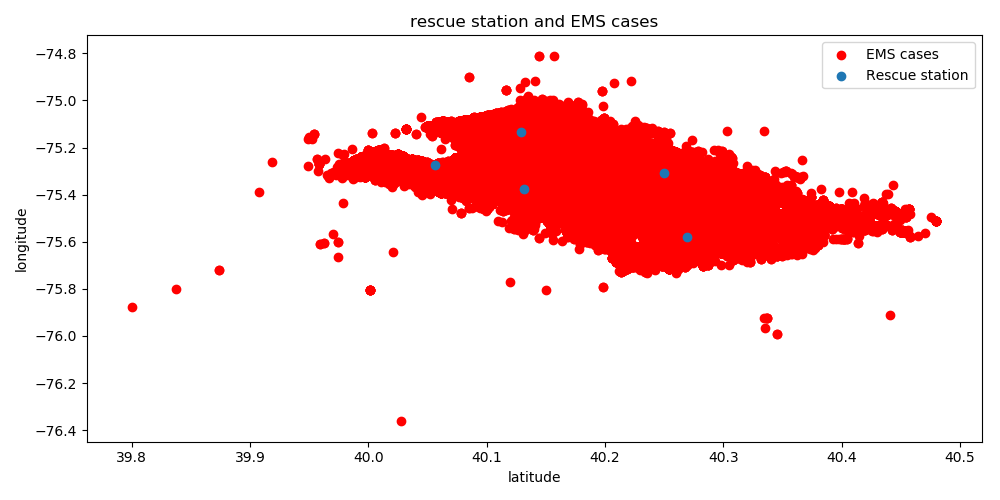 rescue station and EMS cases
EMS cases
Rescue station
−74.8
−75.0
−75.2
−75.4
−75.6
−75.8
−76.0
−76.2
−76.4
longitude
39.8 39.9 40.0 40.1 40.2 40.3 40.4 40.5
latitude